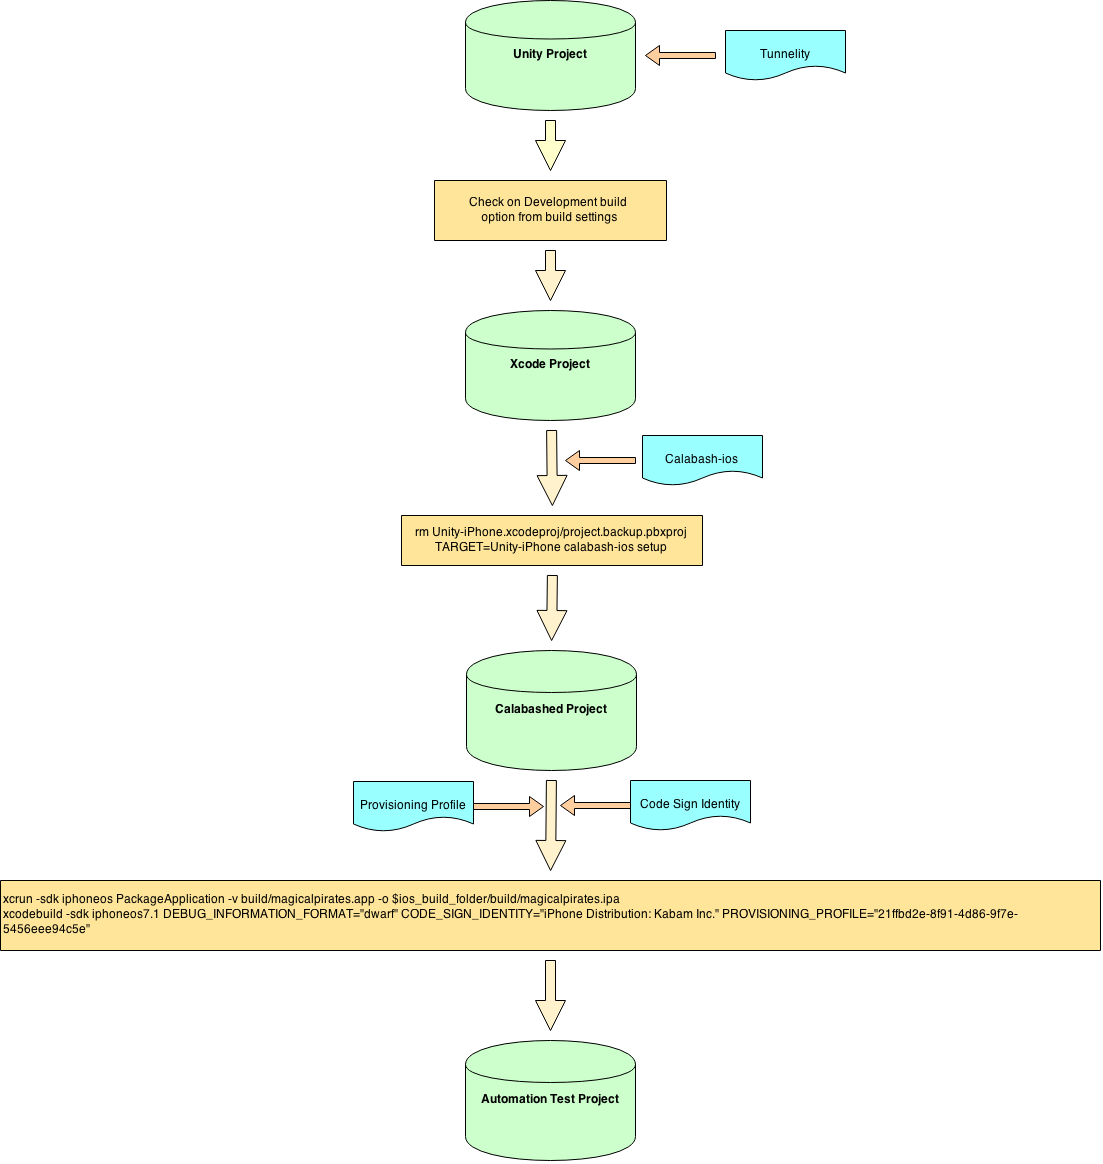 Unity Project
Tunnelity
Check on Development build
option from build settings
Xcode Project
Calabash-ios
rm Unity-iPhone.xcodeproj/project.backup.pbxproj
TARGET=Unity-iPhone calabash-ios setup
Calabashed Project
Provisioning Profile
Code Sign Identity
xcrun -sdk iphoneos PackageApplication -v build/magicalpirates.app -o $ios_build_folder/build/magicalpirates.ipa
xcodebuild -sdk iphoneos7.1 DEBUG_INFORMATION_FORMAT="dwarf" CODE_SIGN_IDENTITY="iPhone Distribution: Kabam Inc." PROVISIONING_PROFILE="21ffbd2e-8f91-4d86-9f7e-
5456eee94c5e"
Automation Test Project